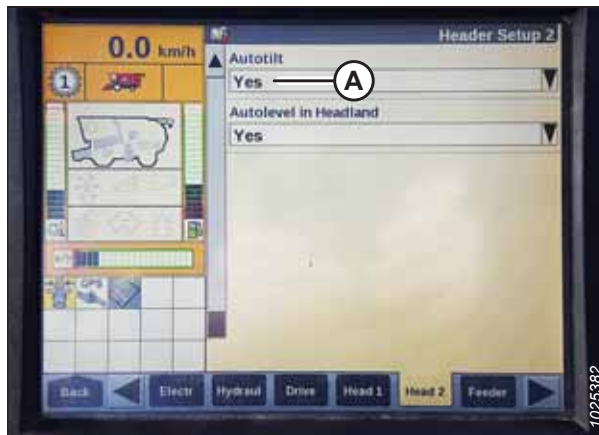 Header Setup 2
0.0 km/h
Autotilt
1
Yes
A
Autolevel in Headland
Yes
Back
Electr
Hydraul
Drive
Head 1
Head 2
Feeder
1025382